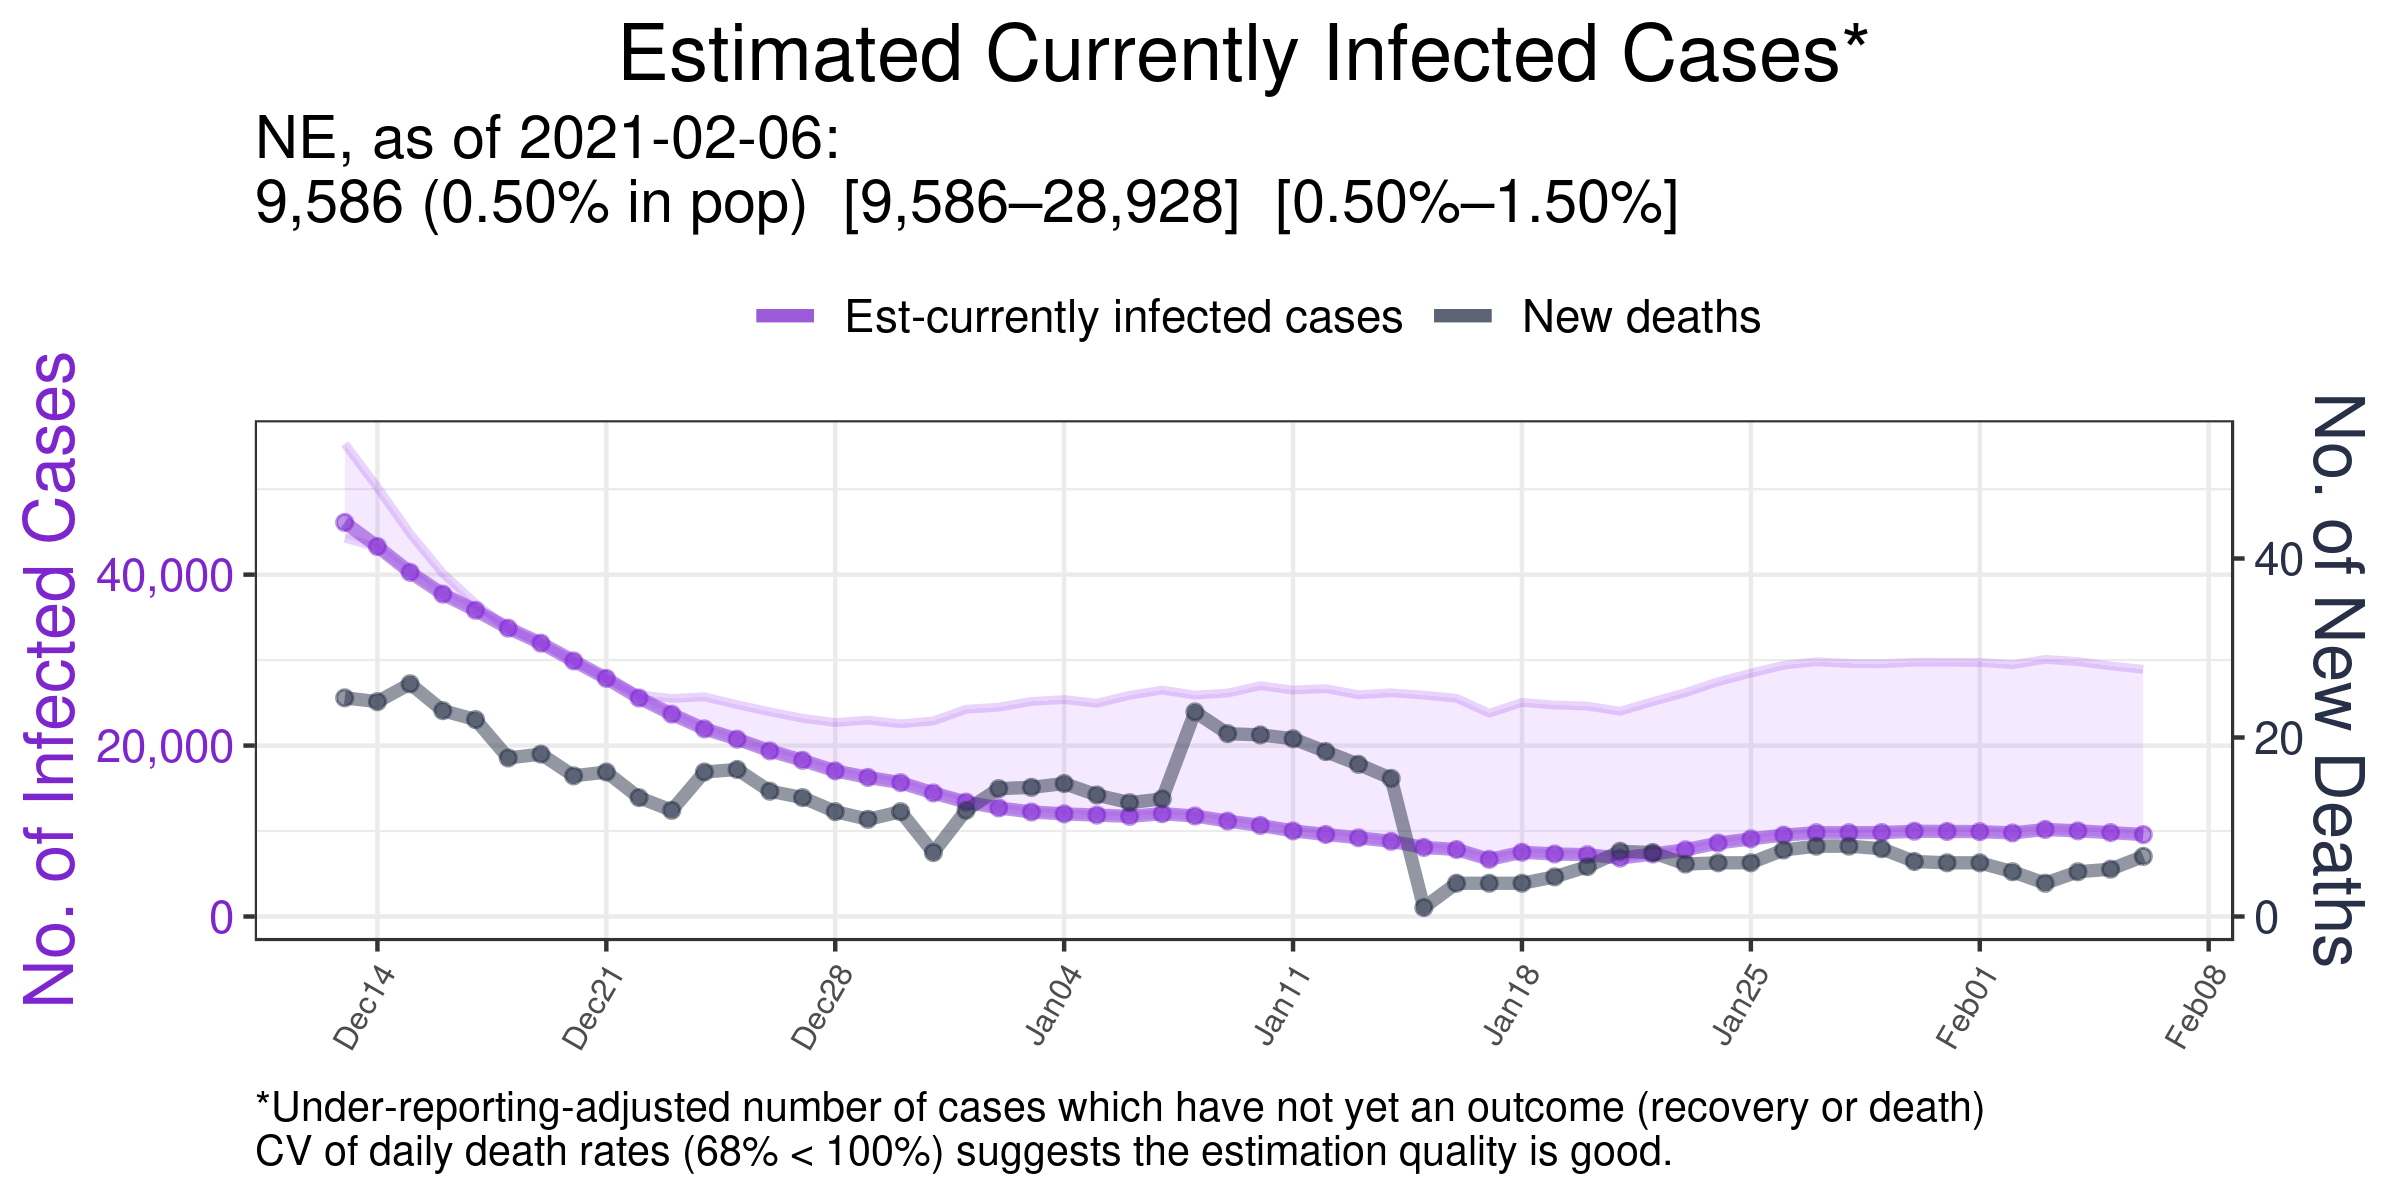 Estimated Currently Infected Cases*
NE, as of 2021-02-06:
9,586 (0.50% in pop)  [9,586–28,928]  [0.50%–1.50%]
Est-currently infected cases
New deaths
No. of Infected Cases
40,000
20,000
0
No. of New Deaths
40
20
0
Dec14
Dec21
Dec28
Jan04
Jan11
Jan18
Jan25
Feb01
Feb08
*Under-reporting-adjusted number of cases which have not yet an outcome (recovery or death)
CV of daily death rates (68% < 100%) suggests the estimation quality is good.